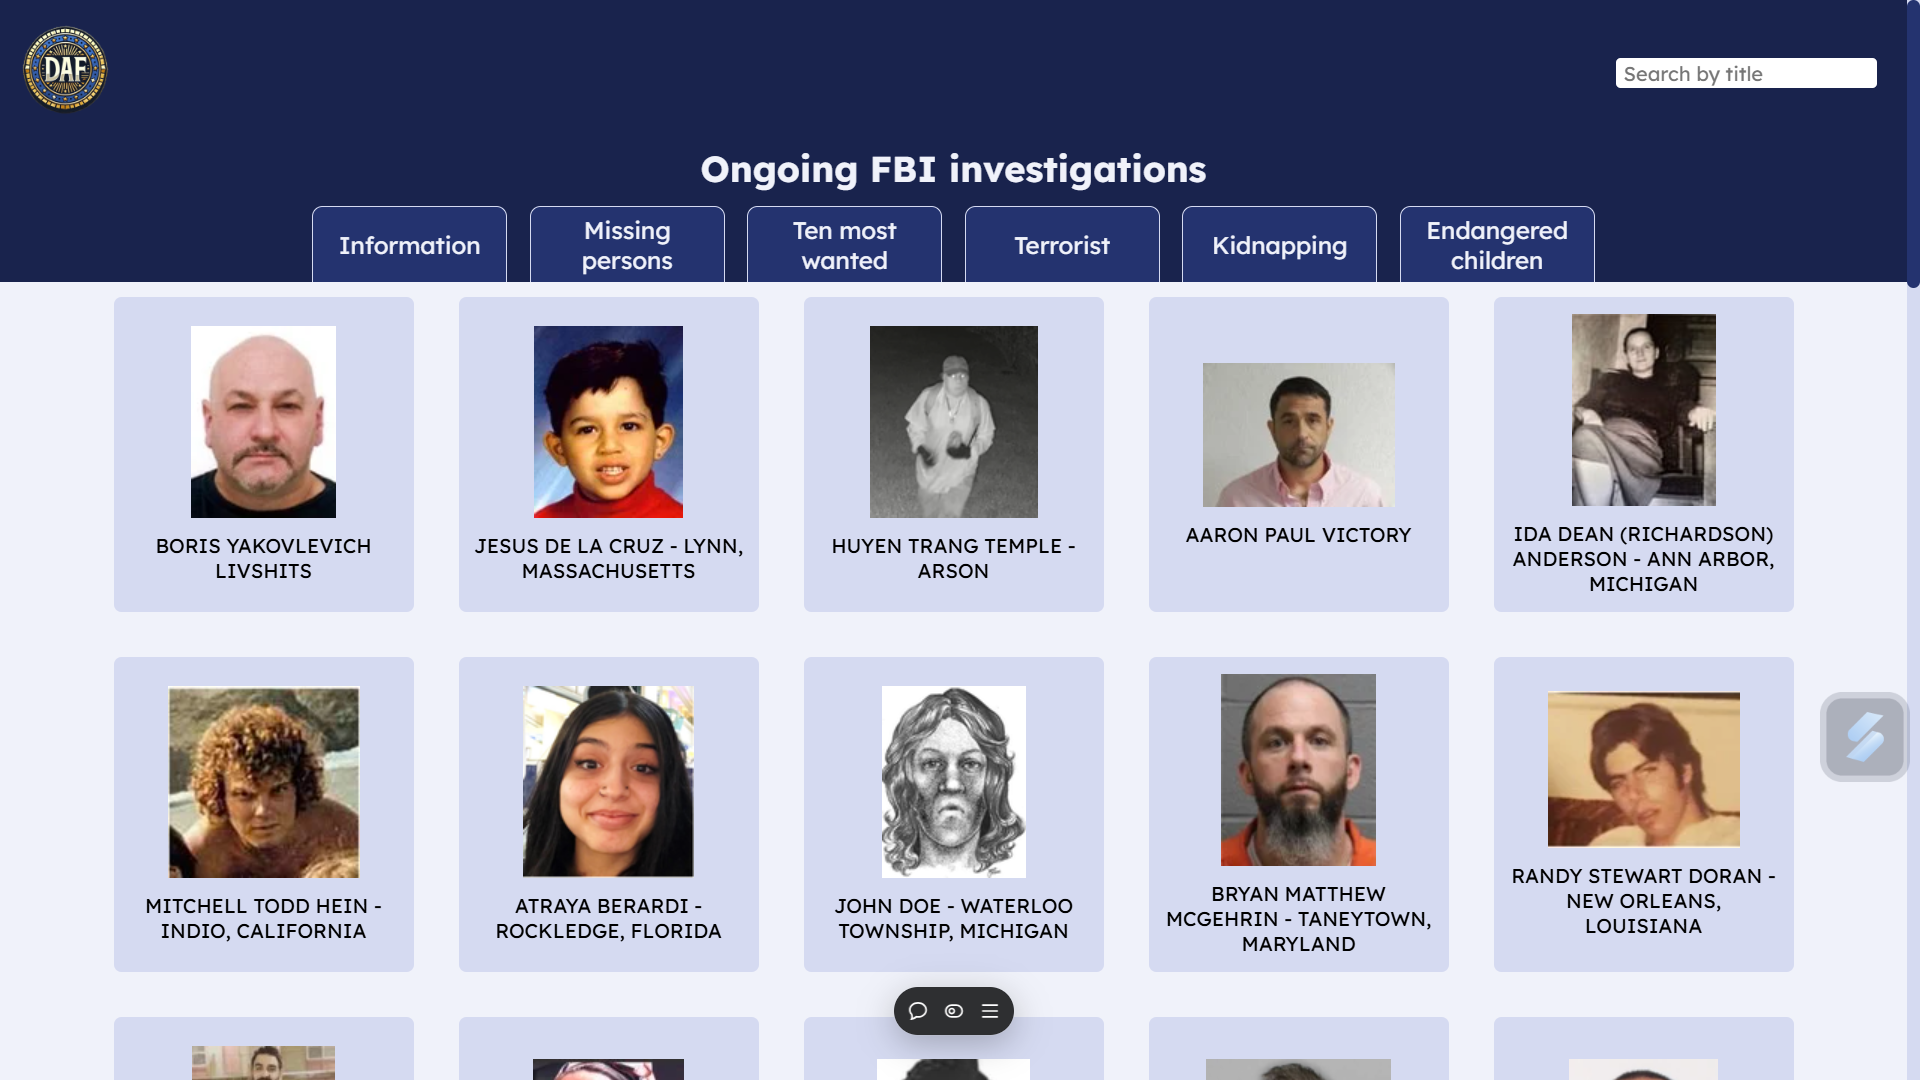 DAF
Search by title
Ongoing FBI investigations
Information
Missing
persons
Ten most
wanted
Terrorist
Kidnapping
Endangered
children
BORIS YAKOVLEVICH
LIVSHITS
JESUS DE LA CRUZ - LYNN,
MASSACHUSETTS
HUYEN TRANG TEMPLE -
ARSON
AARON PAUL VICTORY
IDA DEAN (RICHARDSON)
ANDERSON - ANN ARBOR,
MICHIGAN
MITCHELL TODD HEIN -
INDIO, CALIFORNIA
ATRAYA BERARDI -
ROCKLEDGE, FLORIDA
JOHN DOE - WATERLOO
TOWNSHIP, MICHIGAN
BRYAN MATTHEW
MCGEHRIN - TANEYTOWN,
MARYLAND
RANDY STEWART DORAN -
NEW ORLEANS,
LOUISIANA